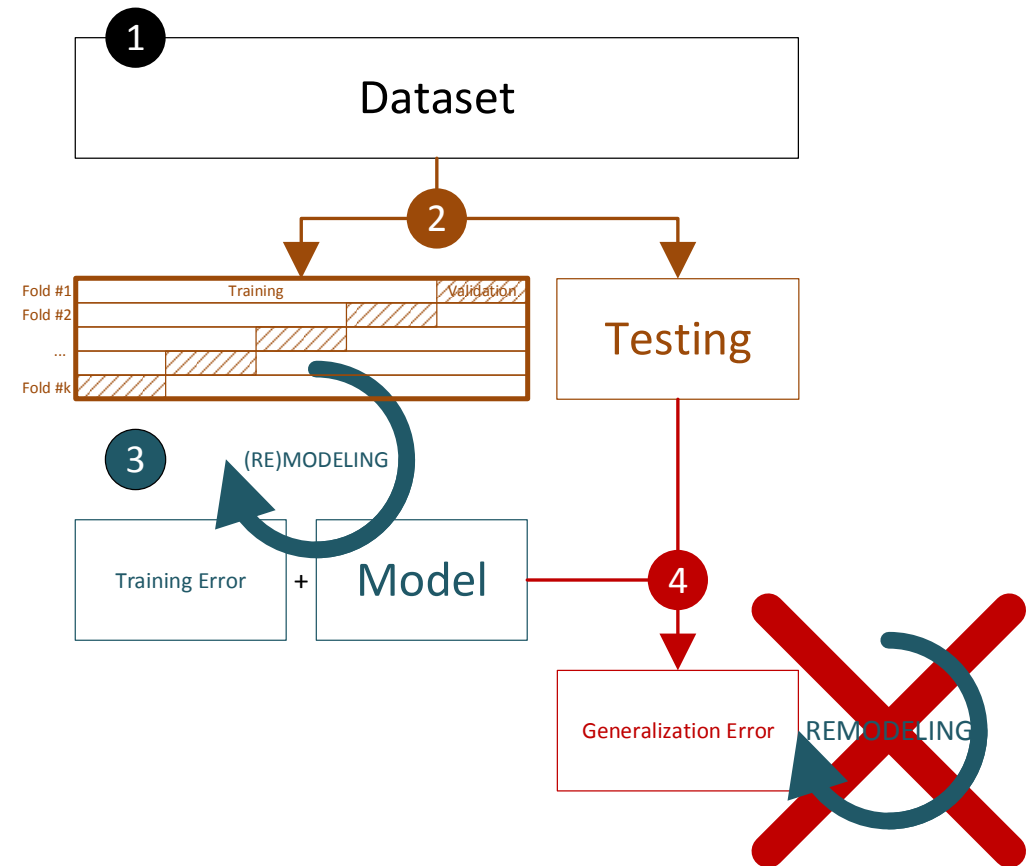 1
Dataset
2
Fold #1
Training
Validation
Fold #2
...
Fold #k
Testing
3
(RE)MODELING
Training Error
+
Model
4
Generalization Error
REMODELING